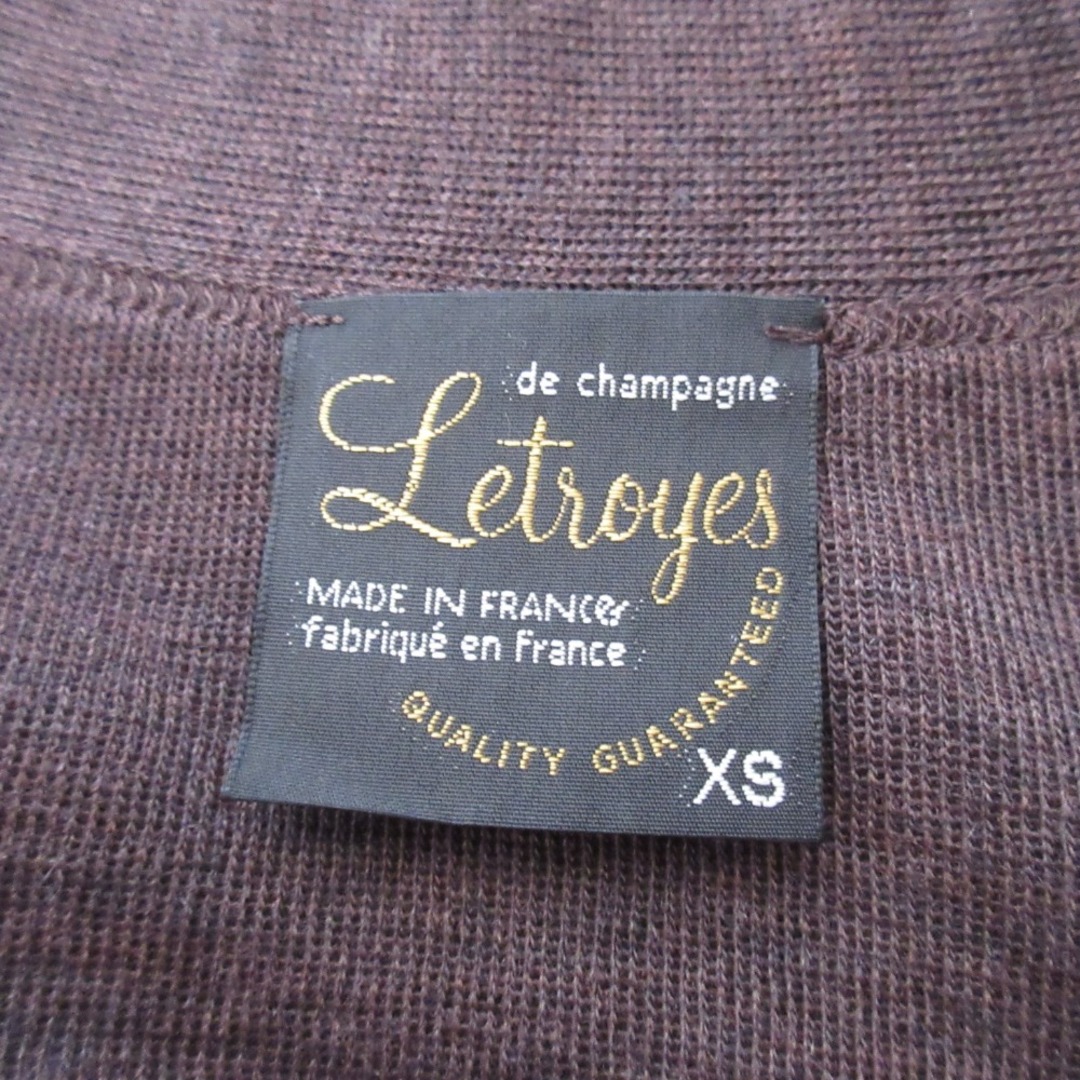 de champagne
Letroyes
MADE IN FRANCE
fabriqué en France
QUALITY GUARANTEED
XS